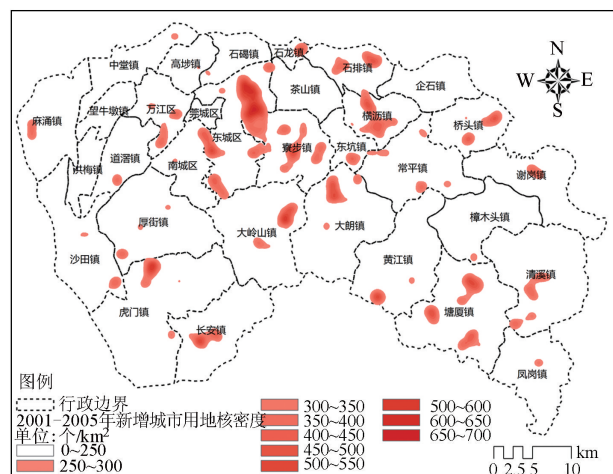 N
W E
S
石碣镇 石龙镇
中堂镇 高埗镇 石排镇
茶山镇 企石镇
望牛墩镇 万江区 莞城区 横沥镇
麻涌镇 桥头镇
东城区 寮步镇 东坑镇
道滘镇
洪梅镇 南城区 常平镇 谢岗镇
厚街镇 大岭山镇 大朗镇 樟木头镇
沙田镇 黄江镇 清溪镇
虎门镇 塘厦镇
长安镇
凤岗镇
图例
行政边界
2001-2005年新增城市用地核密度
单位:个/km²
0~250
250~300
300~350
350~400
400~450
450~500
500~550
500~600
600~650
650~700
0 2.5 5 10
km